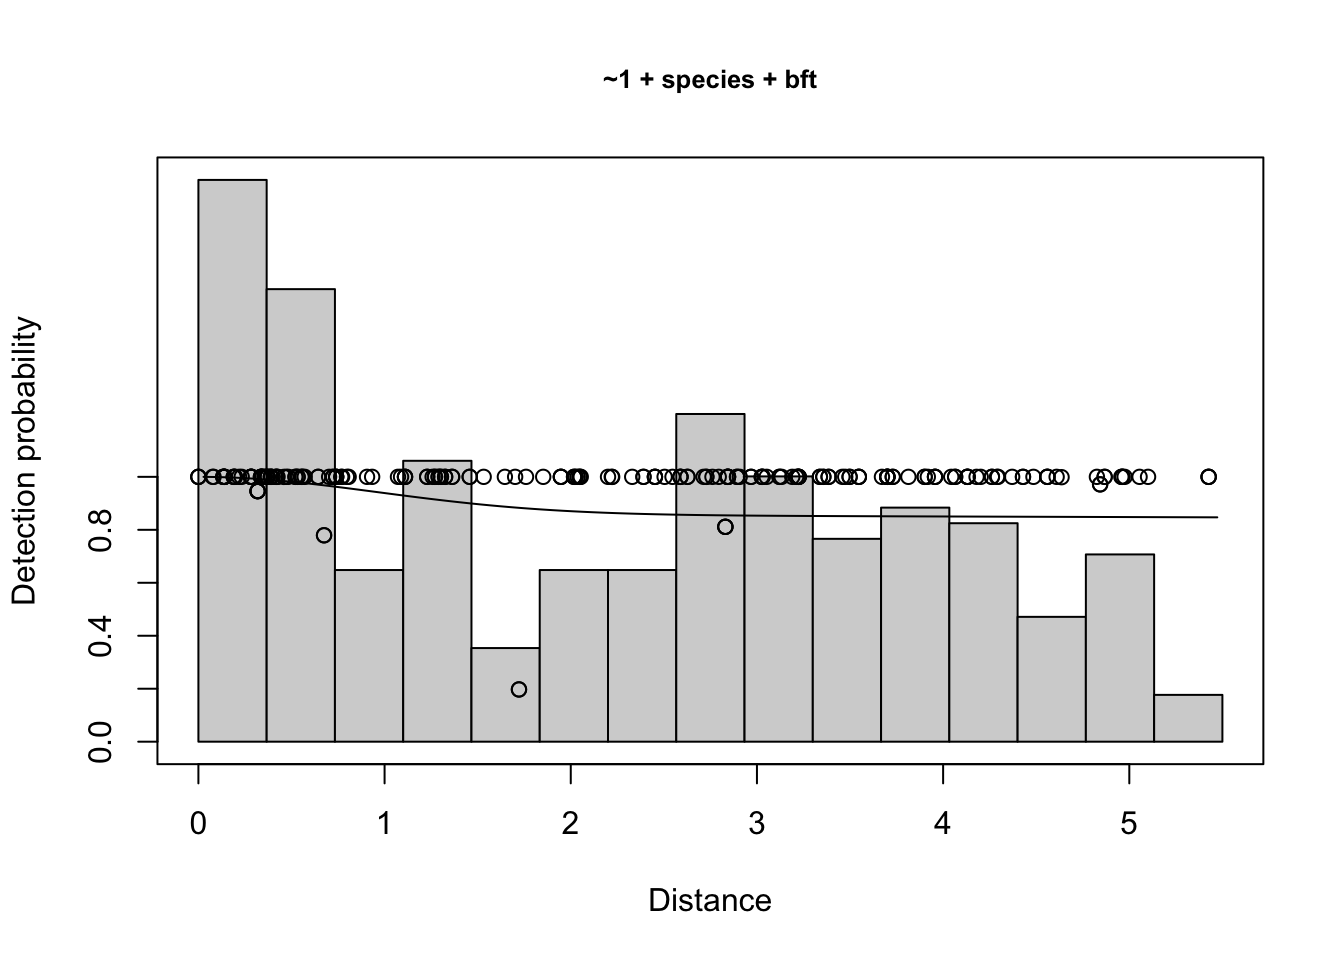 ~1 + species + bft
Detection probability
0.8
0.4
0.0
0 1 2 3 4 5
Distance